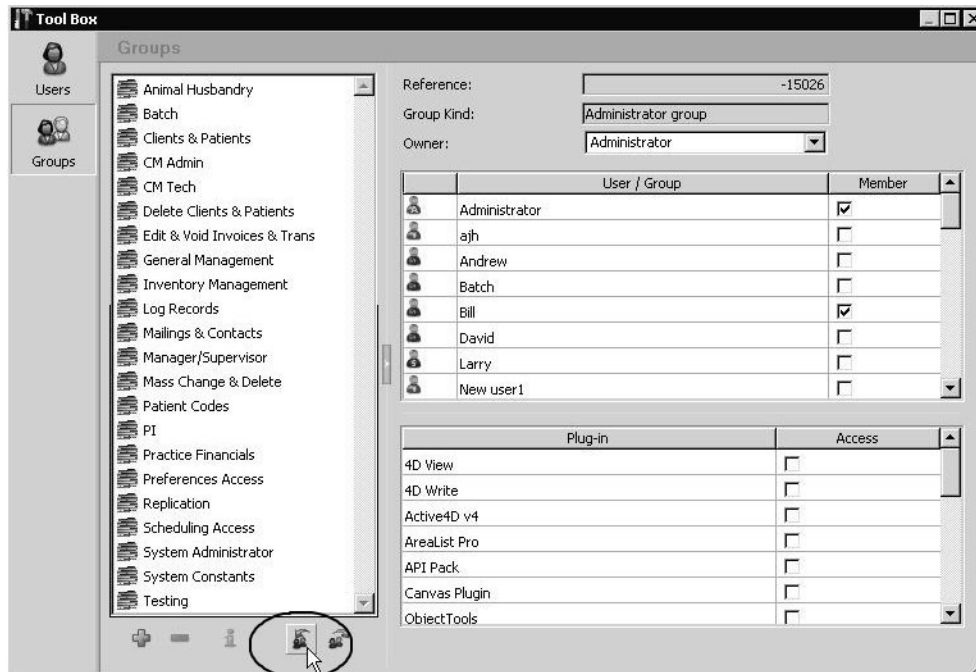 Tool Box
Users
Groups
Groups
Animal Husbandry
Batch
Clients & Patients
CM Admin
CM Tech
Delete Clients & Patients
Edit & Void Invoices & Trans
General Management
Inventory Management
Log Records
Mailings & Contacts
Manager/Supervisor
Mass Change & Delete
Patient Codes
PI
Practice Financials
Preferences Access
Replication
Scheduling Access
System Administrator
System Constants
Testing
Reference: -15026
Group Kind: Administrator group
Owner: Administrator
User / Group Member
Administrator
ajh
Andrew
Batch
Bill
David
Larry
New user1
Plug-in Access
4D View
4D Write
Active4D v4
AreaList Pro
API Pack
Canvas Plugin
ObjectTools